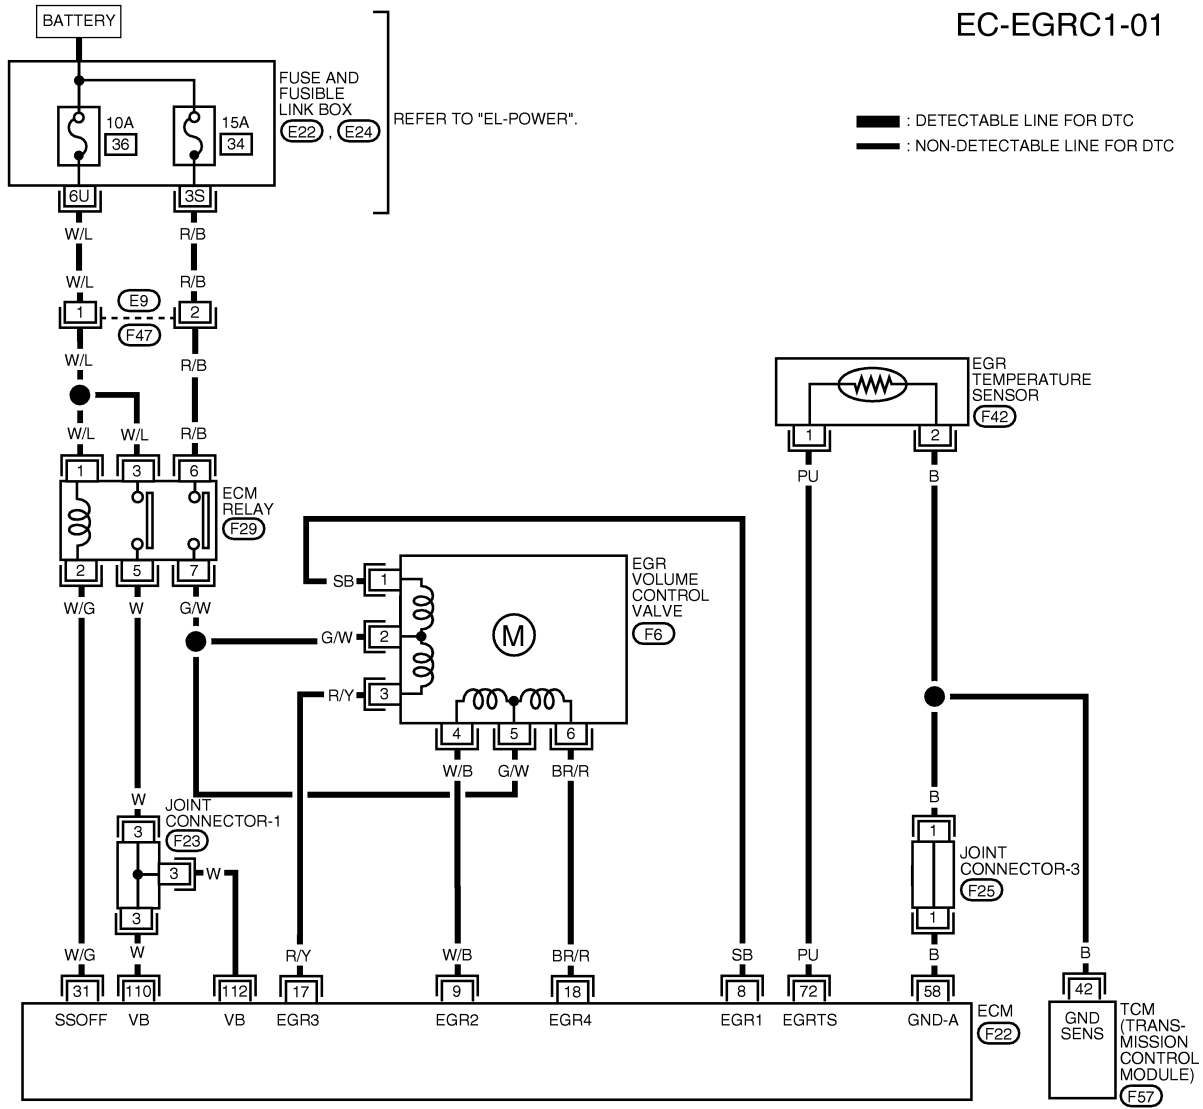 BATTERY
EC-EGRC1-01
FUSE AND
FUSIBLE
LINK BOX
E22 , E24
REFER TO "EL-POWER".
10A
36
15A
34
: DETECTABLE LINE FOR DTC
: NON-DETECTABLE LINE FOR DTC
6U 3S
W/L R/B
W/L R/B
1 E9 2
F47
W/L R/B
W/L W/L R/B
1 3 6
ECM
RELAY
F29
2 5 7
W/G W G/W
EGR
TEMPERATURE
SENSOR
F42
1 2
PU B
SB 1
G/W 2
R/Y 3
M
EGR
VOLUME
CONTROL
VALVE
F6
4 5 6
W/B G/W BR/R
W
JOINT
CONNECTOR-1
F23
3
3 W
3
B
1
JOINT
CONNECTOR-3
F25
1
W/G W R/Y W/B BR/R SB PU B B
31 110 112 17 9 18 8 72 58 42
SSOFF VB VB EGR3 EGR2 EGR4 EGR1 EGRTS GND-A
ECM
F22
GND
SENS
TCM
(TRANS-
MISSION
CONTROL
MODULE)
F57